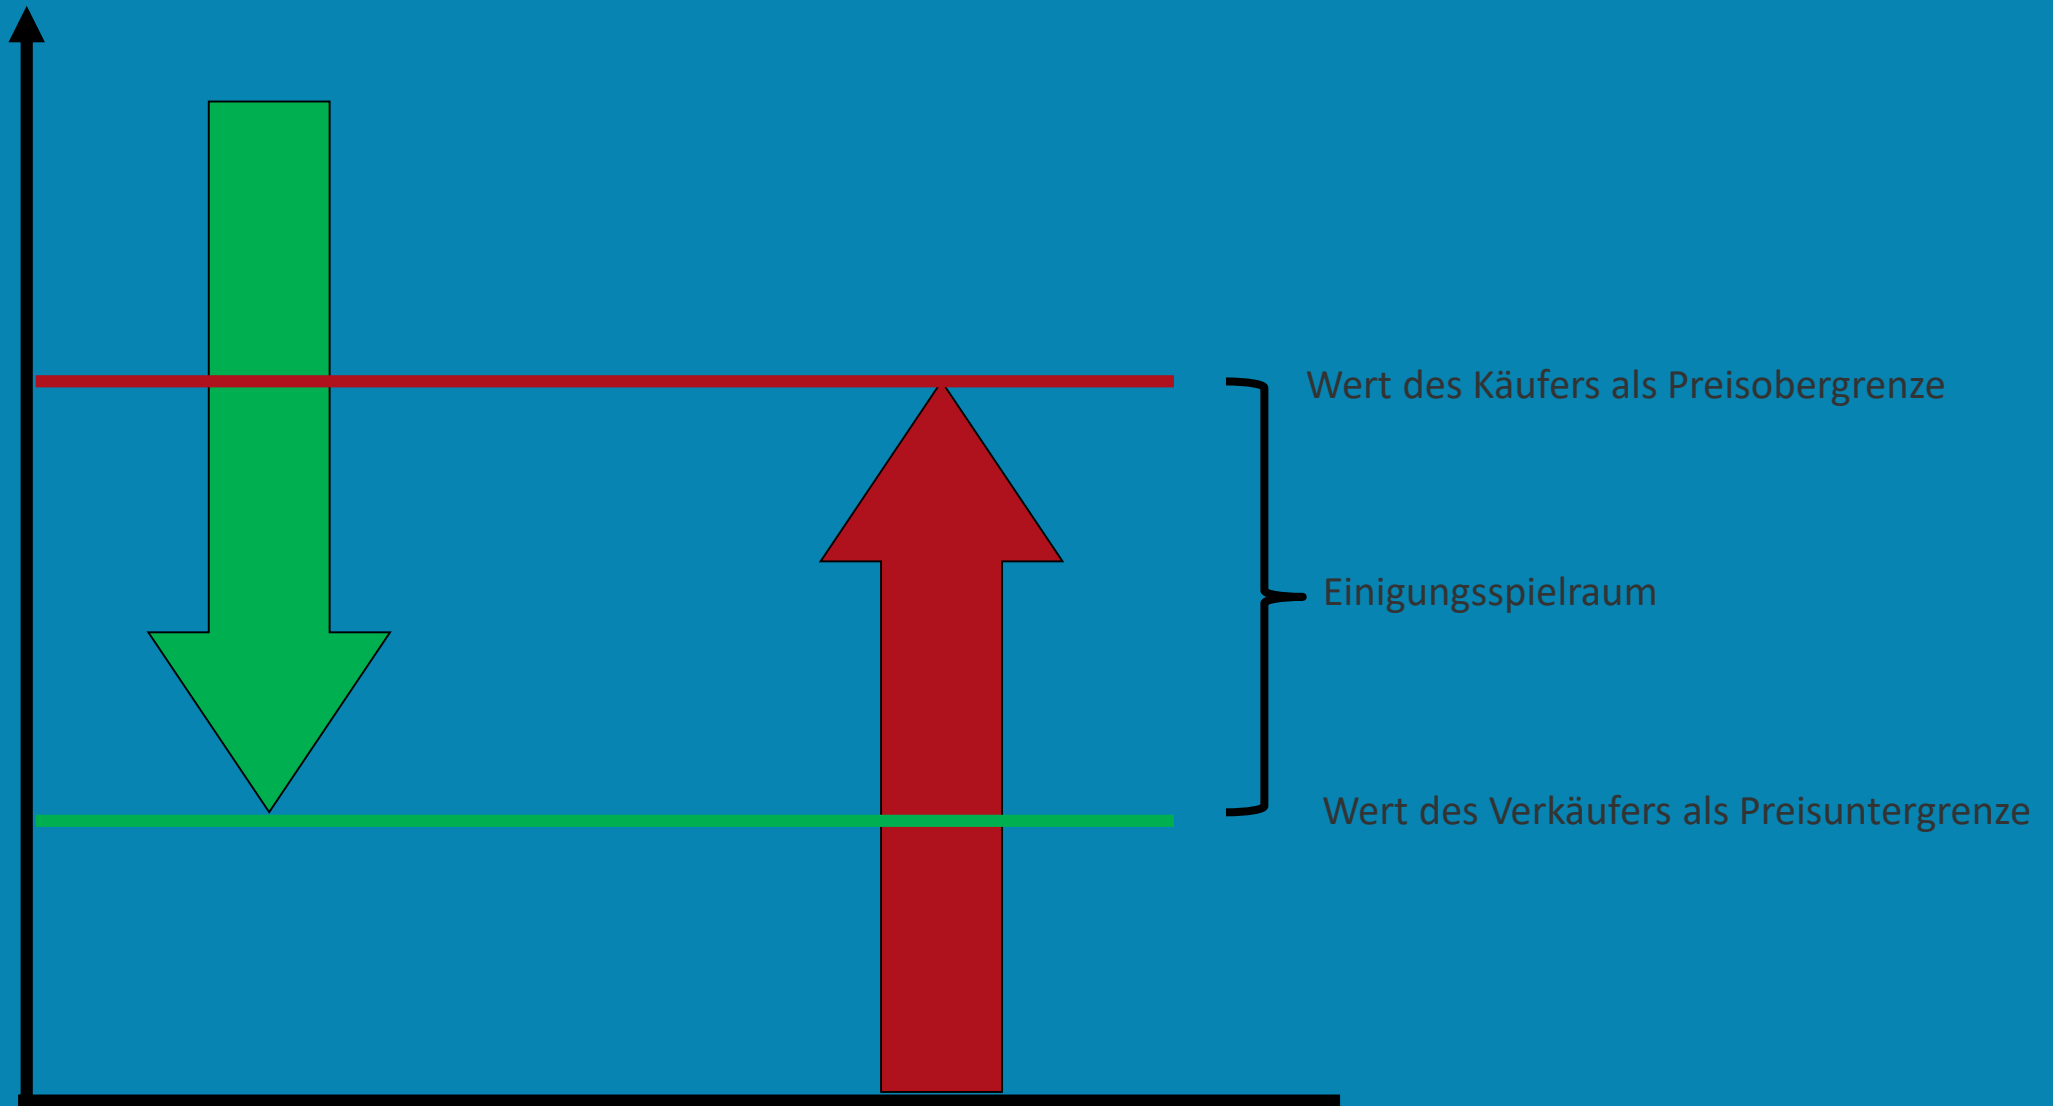 Wert des Käufers als Preisobergrenze
Einigungsspielraum
Wert des Verkäufers als Preisuntergrenze